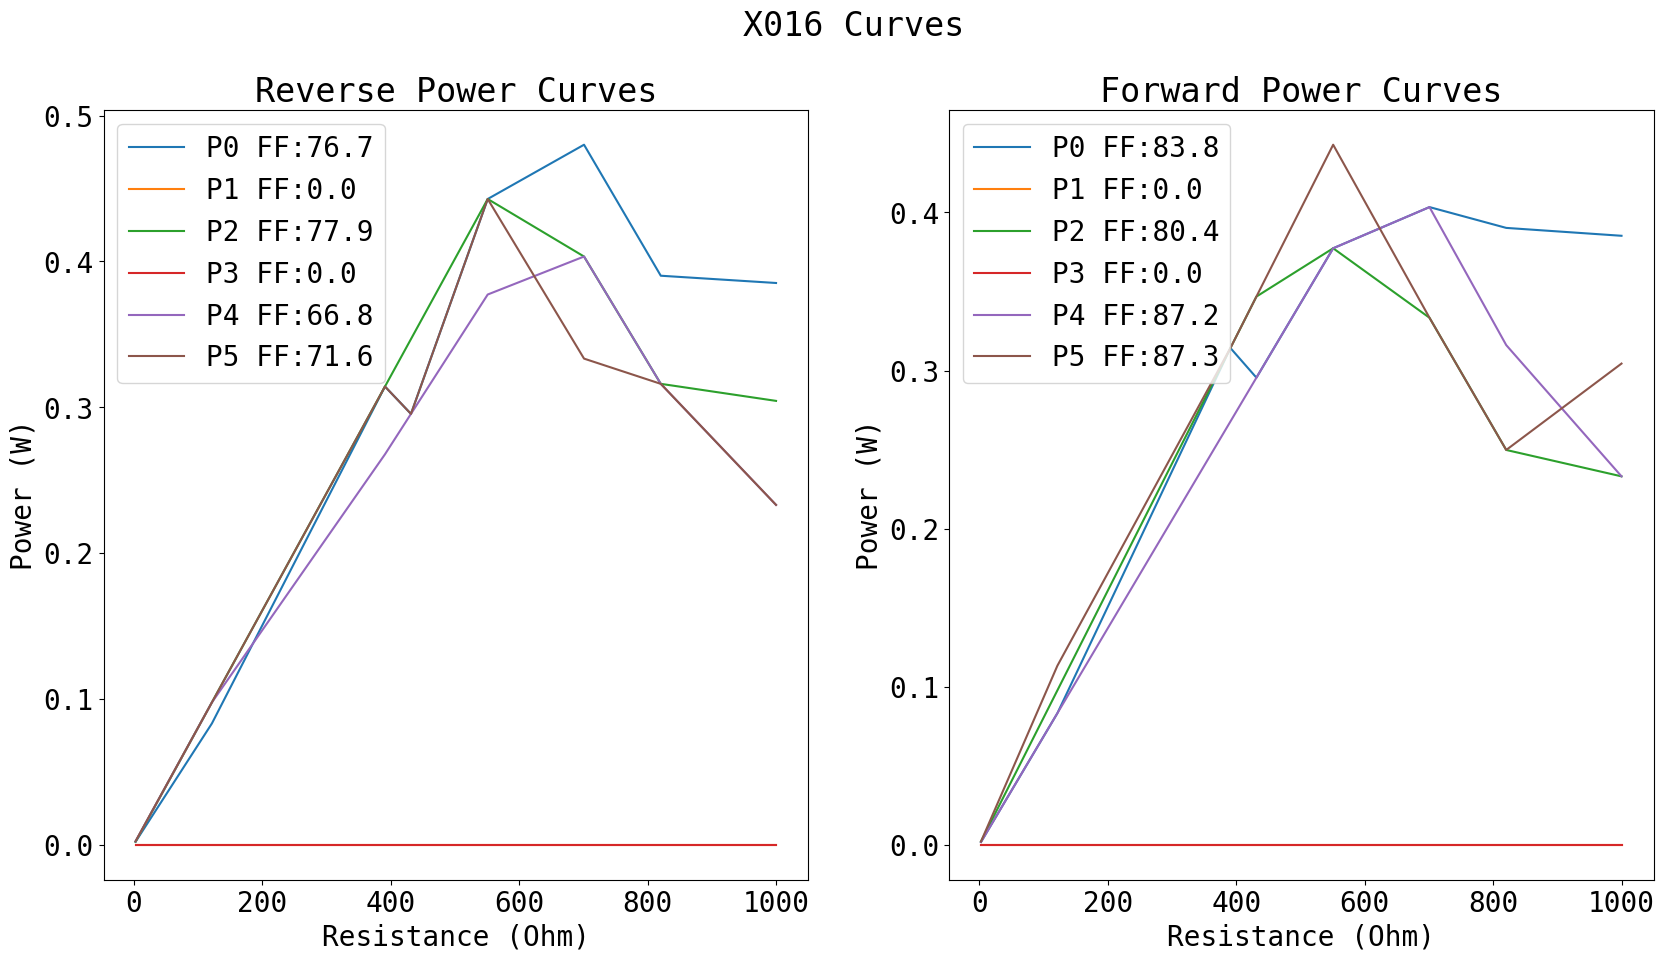 X016 Curves
Reverse Power Curves
0.5
0.4
0.3
0.2
0.1
0.0
Power (W)
P0 FF:76.7
P1 FF:0.0
P2 FF:77.9
P3 FF:0.0
P4 FF:66.8
P5 FF:71.6
0 200 400 600 800 1000
Resistance (Ohm)
Forward Power Curves
0.4
0.3
0.2
0.1
0.0
Power (W)
P0 FF:83.8
P1 FF:0.0
P2 FF:80.4
P3 FF:0.0
P4 FF:87.2
P5 FF:87.3
0 200 400 600 800 1000
Resistance (Ohm)